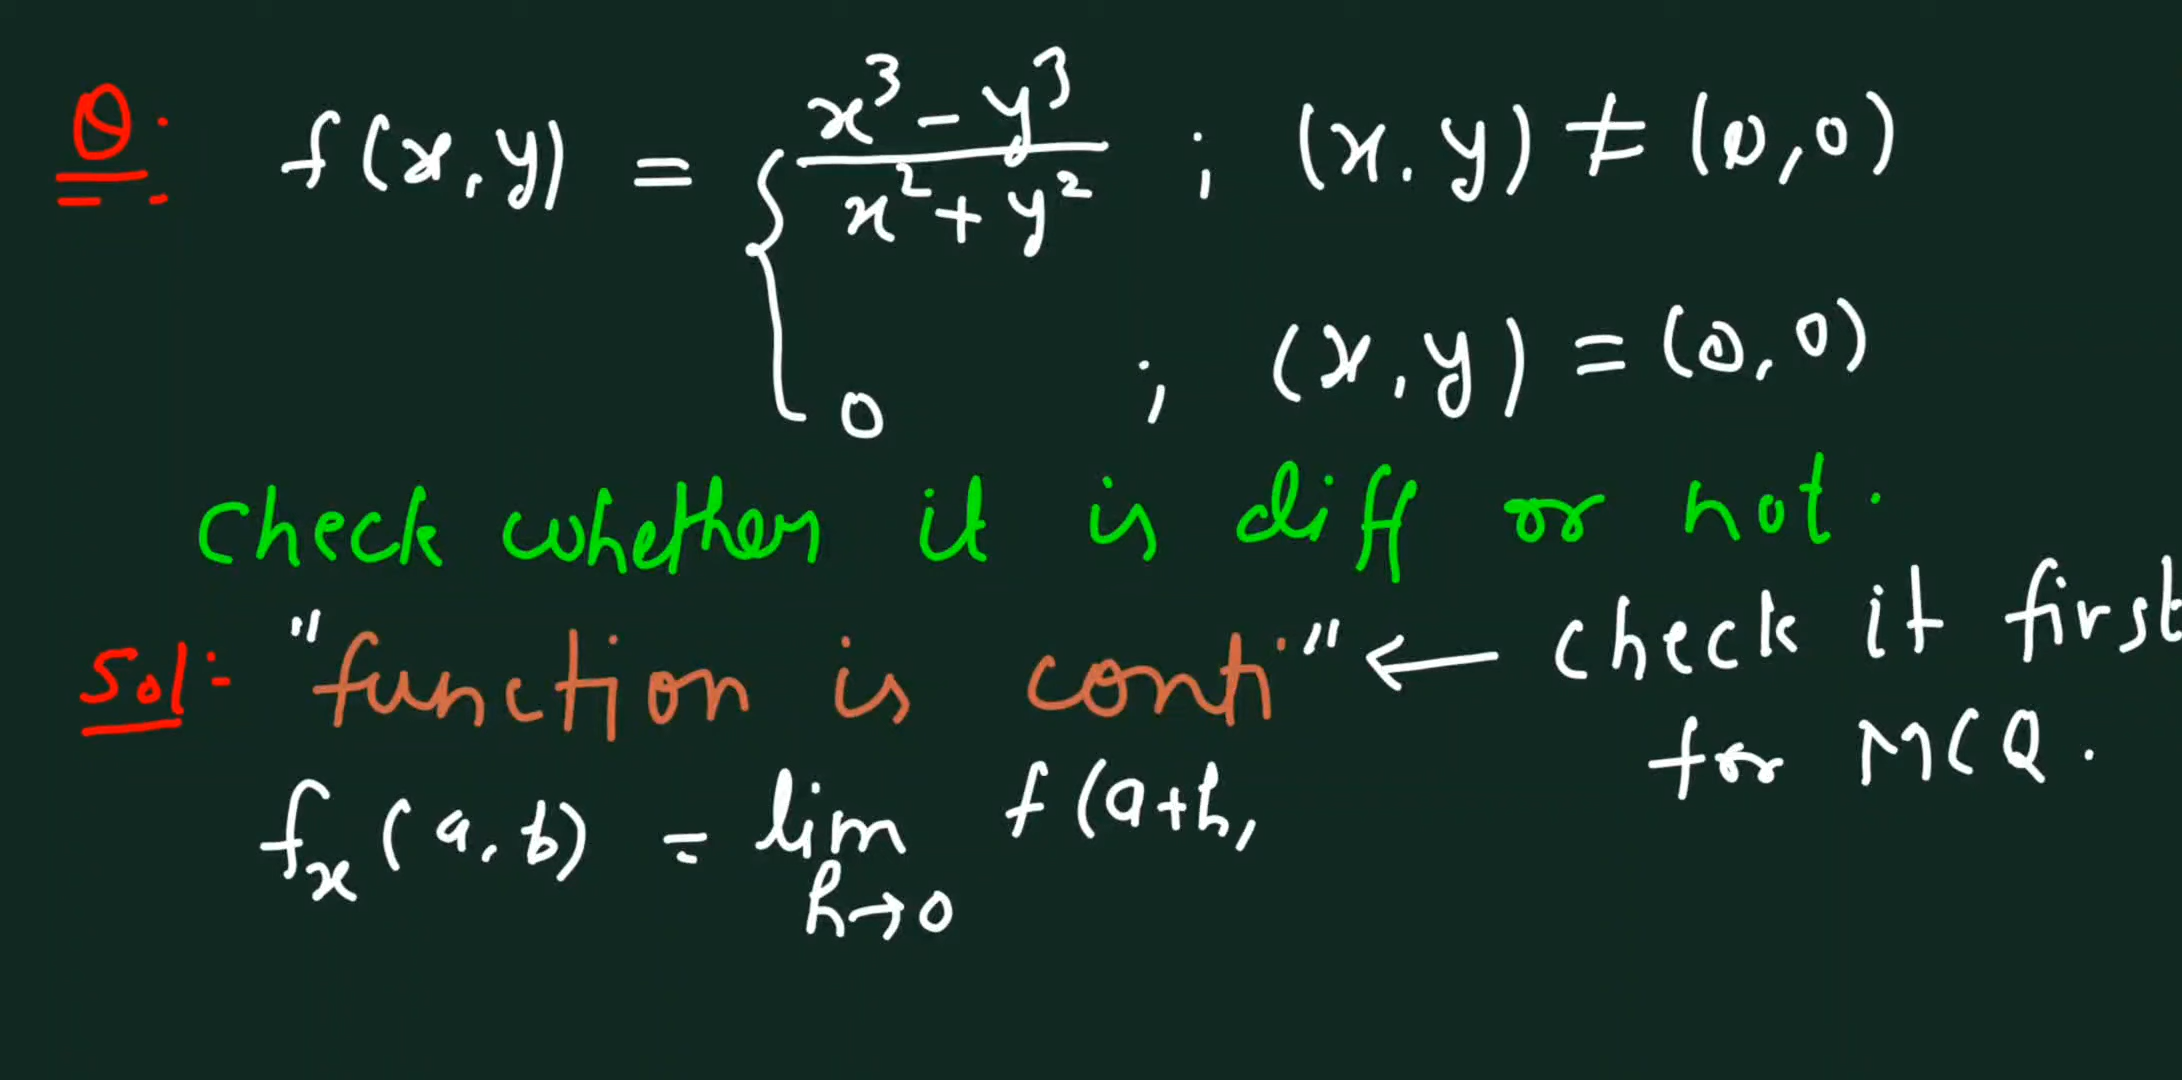 Q. f(x,y) = { (x³ - y³)/(x² + y²) ; (x.y) ≠ (0,0)
0 ; (x,y) = (0,0)
check whether it is diff or not.
Sol:- "function is conti." ← check it first
for MCQ.
fₓ(a,b) = lim h→0 f(a+h,